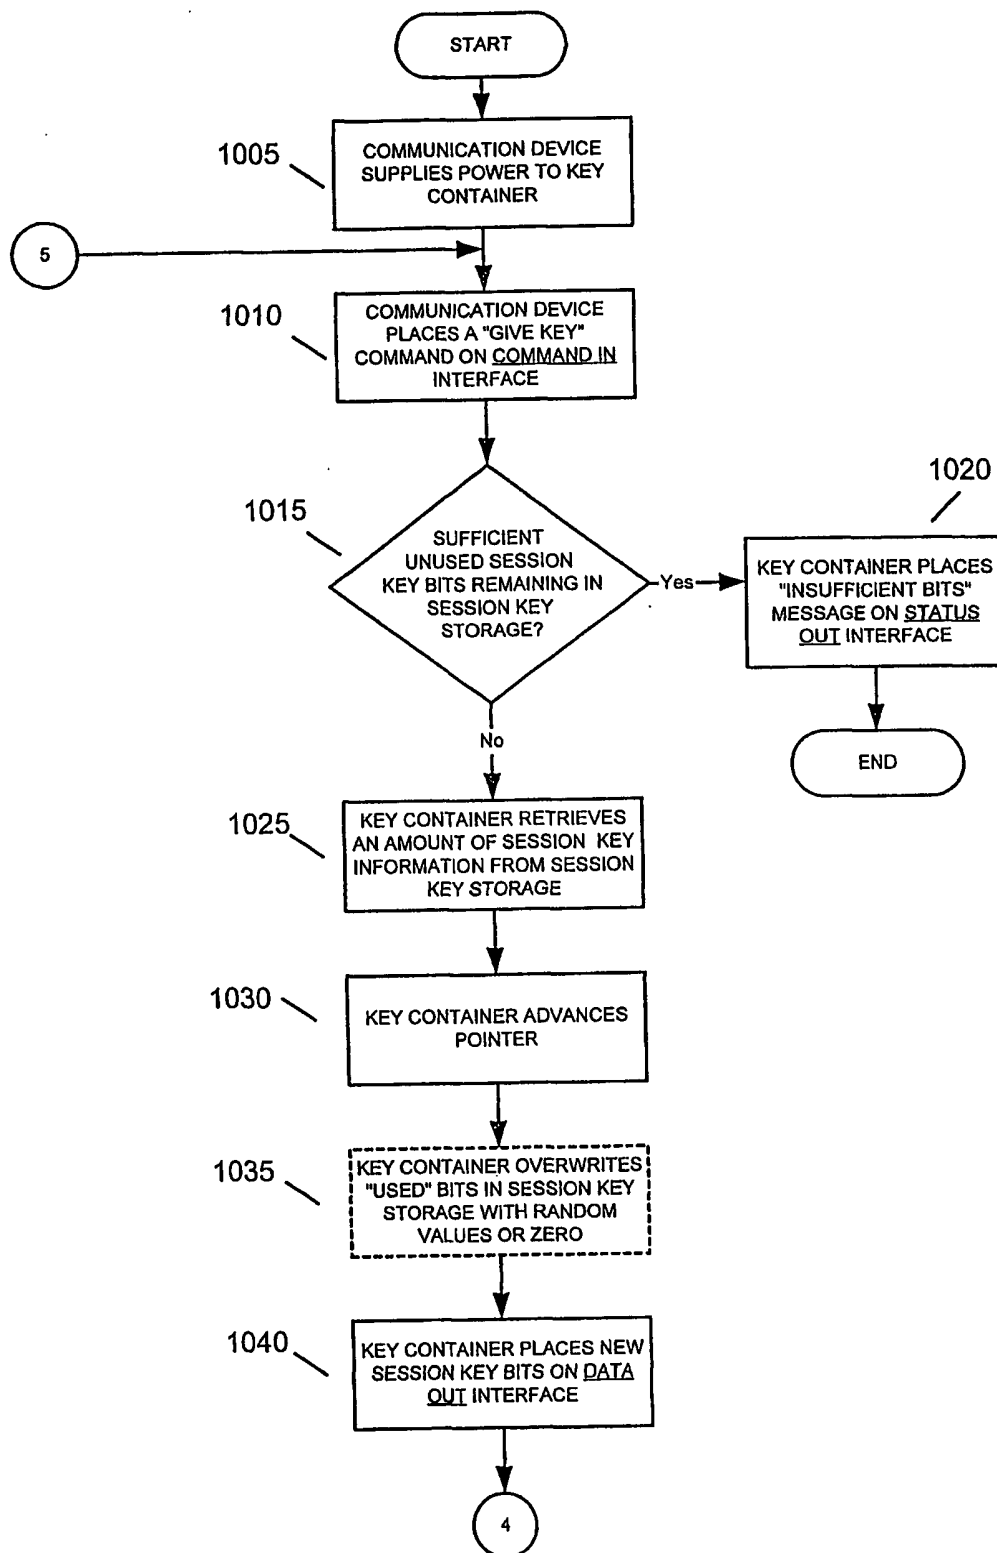 START
1005
COMMUNICATION DEVICE
SUPPLIES POWER TO KEY
CONTAINER
5
1010
COMMUNICATION DEVICE
PLACES A "GIVE KEY"
COMMAND ON COMMAND IN
INTERFACE
1015
SUFFICIENT
UNUSED SESSION
KEY BITS REMAINING IN
SESSION KEY
STORAGE?
Yes
1020
KEY CONTAINER PLACES
"INSUFFICIENT BITS"
MESSAGE ON STATUS
OUT INTERFACE
END
No
1025
KEY CONTAINER RETRIEVES
AN AMOUNT OF SESSION KEY
INFORMATION FROM SESSION
KEY STORAGE
1030
KEY CONTAINER ADVANCES
POINTER
1035
KEY CONTAINER OVERWRITES
"USED" BITS IN SESSION KEY
STORAGE WITH RANDOM
VALUES OR ZERO
1040
KEY CONTAINER PLACES NEW
SESSION KEY BITS ON DATA
OUT INTERFACE
4